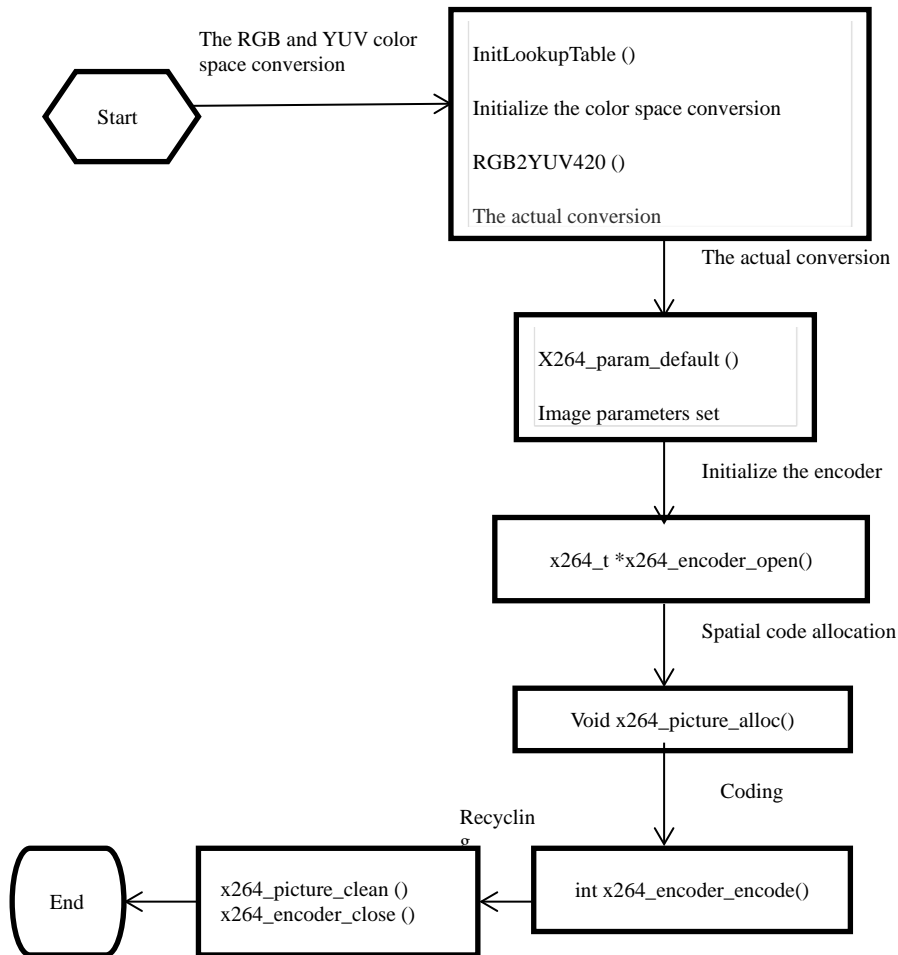 The RGB and YUV color
space conversion
Start
InitLookupTable ()
Initialize the color space conversion
RGB2YUV420 ()
The actual conversion
The actual conversion
X264_param_default ()
Image parameters set
Initialize the encoder
x264_t *x264_encoder_open()
Spatial code allocation
Void x264_picture_alloc()
Coding
Recyclin
g
int x264_encoder_encode()
x264_picture_clean ()
x264_encoder_close ()
End